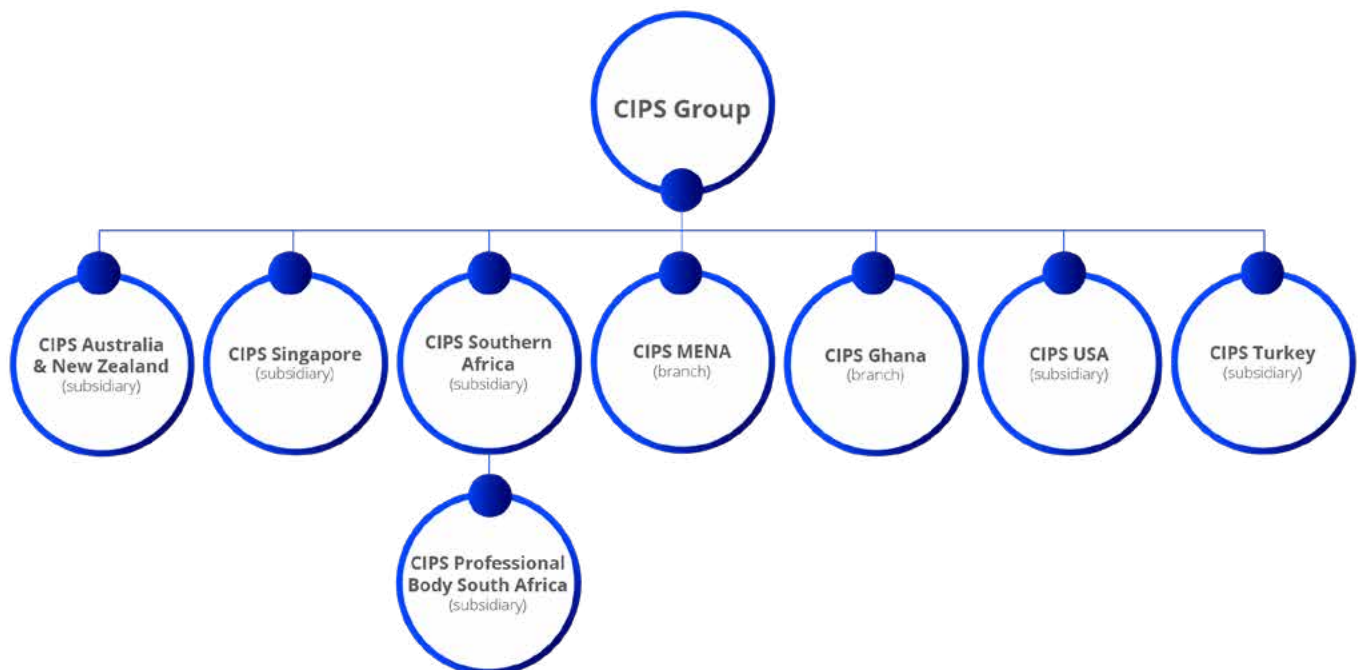 CIPS Group
CIPS Australia
& New Zealand
(subsidiary)
CIPS Singapore
(subsidiary)
CIPS Southern
Africa
(subsidiary)
CIPS MENA
(branch)
CIPS Ghana
(branch)
CIPS USA
(subsidiary)
CIPS Turkey
(subsidiary)
CIPS Professional
Body South Africa
(subsidiary)